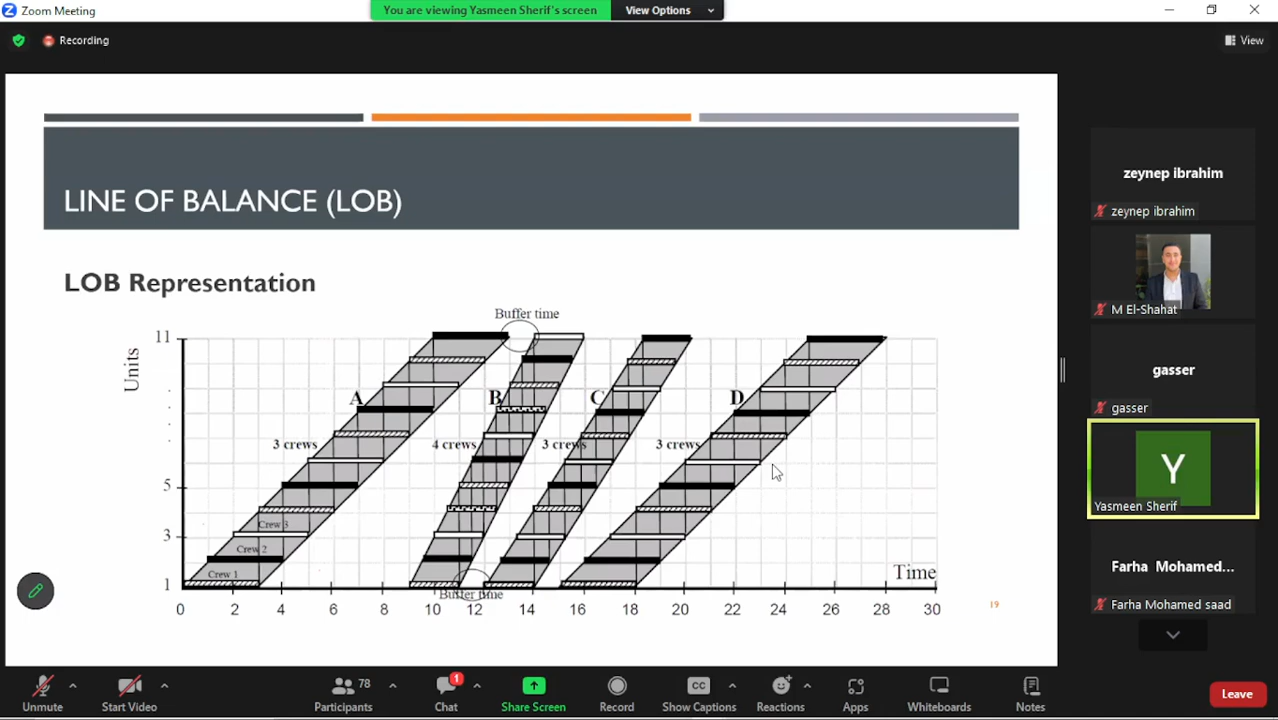 Zoom Meeting
You are viewing Yasmeen Sherif's screen
View Options
Recording
View
LINE OF BALANCE (LOB)
LOB Representation
Buffer time
Units
11
5
3
1
A
B
C
D
3 crews
4 crews
3 crews
3 crews
Crew 3
Crew 2
Crew 1
Buffer time
Time
0 2 4 6 8 10 12 14 16 18 20 22 24 26 28 30
19
zeynep ibrahim
zeynep ibrahim
M El-Shahat
gasser
gasser
Y
Yasmeen Sherif
Farha Mohamed...
Farha Mohamed saad
Unmute
Start Video
78
Participants
1
Chat
Share Screen
Record
CC
Show Captions
Reactions
Apps
Whiteboards
Notes
Leave